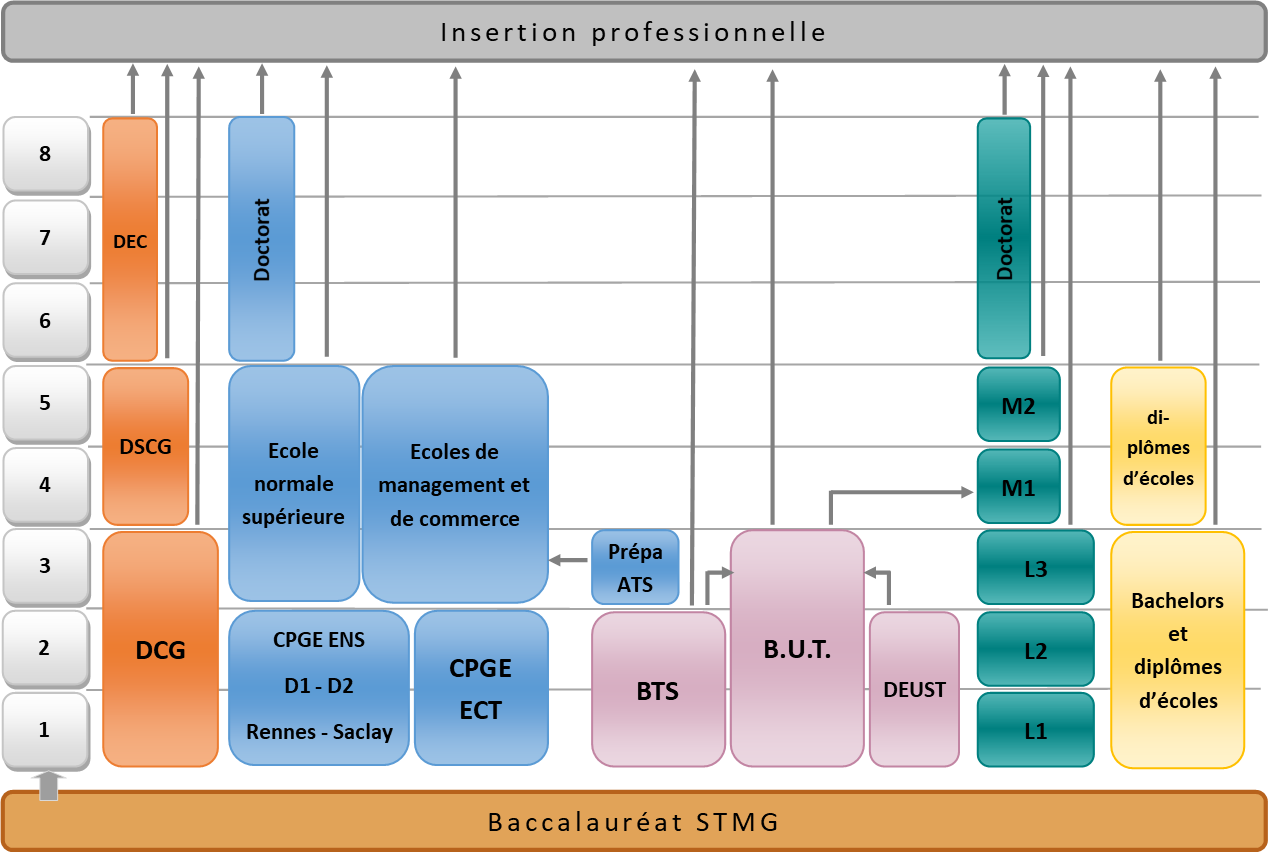 Insertion professionnelle
8
7
6
5
4
3
2
1
DEC
DSCG
DCG
Doctorat
Ecole
normale
supérieure
Ecoles de
management et
de commerce
CPGE ENS
D1 - D2
Rennes - Saclay
CPGE
ECT
Prépa
ATS
BTS
B.U.T.
DEUST
Doctorat
M2
M1
L3
L2
L1
di-
plômes
d’écoles
Bachelors
et
diplômes
d’écoles
Baccalauréat STMG